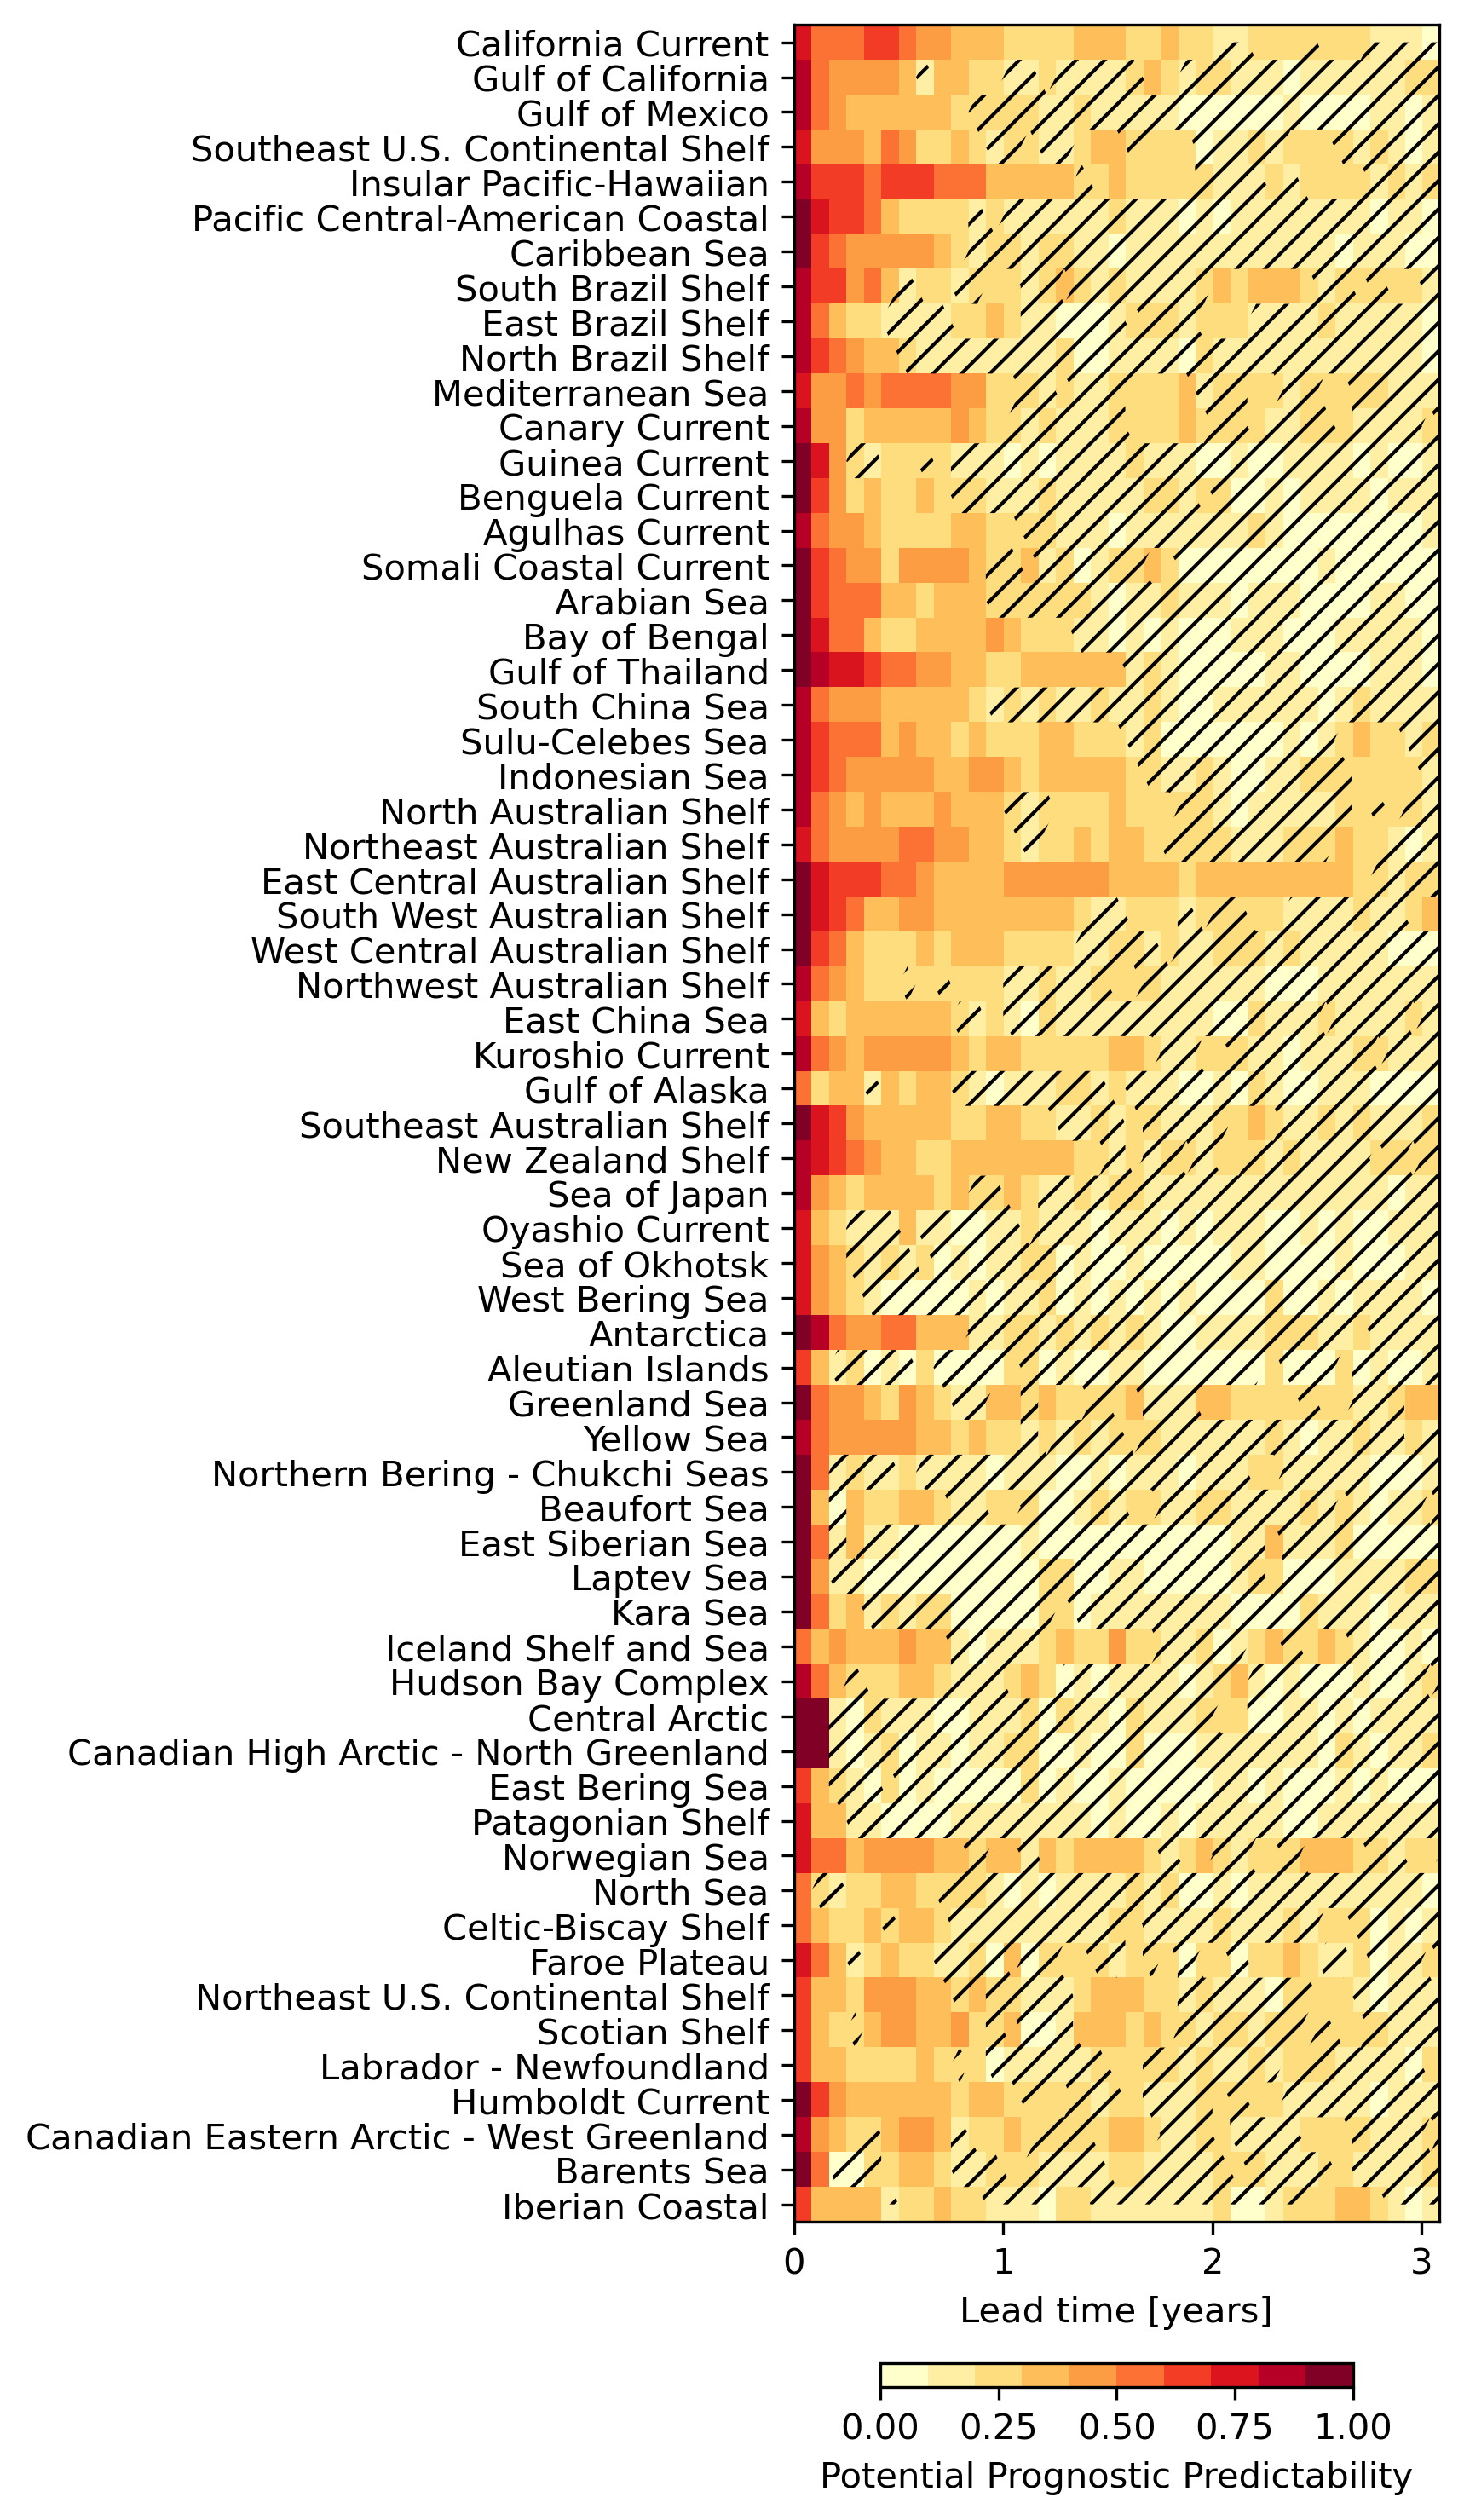 California Current
Gulf of California
Gulf of Mexico
Southeast U.S. Continental Shelf
Insular Pacific-Hawaiian
Pacific Central-American Coastal
Caribbean Sea
South Brazil Shelf
East Brazil Shelf
North Brazil Shelf
Mediterranean Sea
Canary Current
Guinea Current
Benguela Current
Agulhas Current
Somali Coastal Current
Arabian Sea
Bay of Bengal
Gulf of Thailand
South China Sea
Sulu-Celebes Sea
Indonesian Sea
North Australian Shelf
Northeast Australian Shelf
East Central Australian Shelf
South West Australian Shelf
West Central Australian Shelf
Northwest Australian Shelf
East China Sea
Kuroshio Current
Gulf of Alaska
Southeast Australian Shelf
New Zealand Shelf
Sea of Japan
Oyashio Current
Sea of Okhotsk
West Bering Sea
Antarctica
Aleutian Islands
Greenland Sea
Yellow Sea
Northern Bering - Chukchi Seas
Beaufort Sea
East Siberian Sea
Laptev Sea
Kara Sea
Iceland Shelf and Sea
Hudson Bay Complex
Central Arctic
Canadian High Arctic - North Greenland
East Bering Sea
Patagonian Shelf
Norwegian Sea
North Sea
Celtic-Biscay Shelf
Faroe Plateau
Northeast U.S. Continental Shelf
Scotian Shelf
Labrador - Newfoundland
Humboldt Current
Canadian Eastern Arctic - West Greenland
Barents Sea
Iberian Coastal
0 1 2 3
Lead time [years]
0.00 0.25 0.50 0.75 1.00
Potential Prognostic Predictability